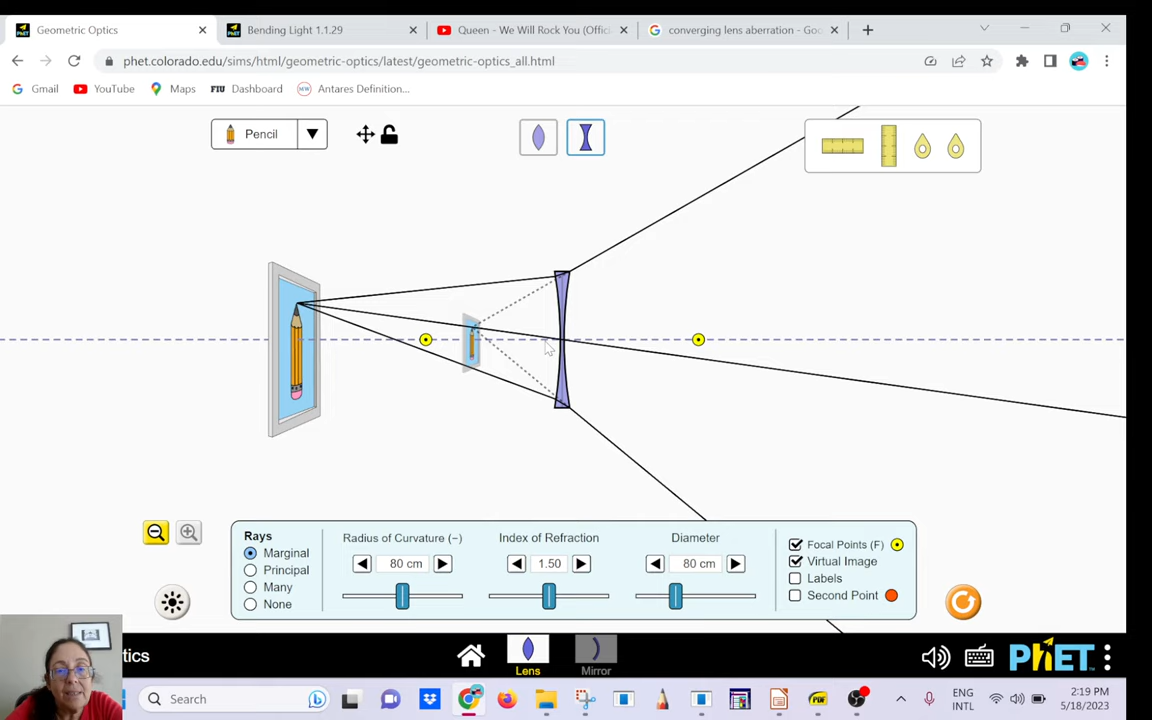 Geometric Optics
Bending Light 1.1.29
Queen - We Will Rock You (Offici
converging lens aberration - Goo
phet.colorado.edu/sims/html/geometric-optics/latest/geometric-optics_all.html
Gmail
YouTube
Maps
FIU Dashboard
MW Antares Definition...
Pencil
Rays
Marginal
Principal
Many
None
Radius of Curvature (−)
80 cm
Index of Refraction
1.50
Diameter
80 cm
Focal Points (F)
Virtual Image
Labels
Second Point
tics
Lens
Mirror
PhET
Search
ENG
INTL
2:19 PM
5/18/2023